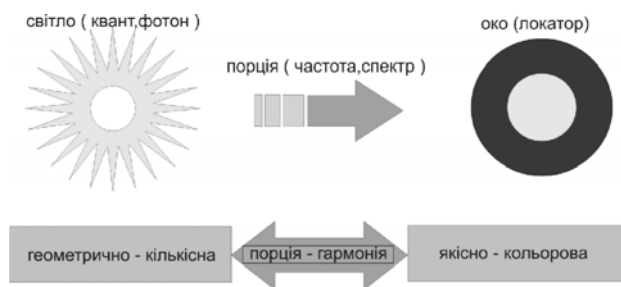 світло ( квант,фотон)
порція ( частота,спектр )
око (локатор)
геометрично - кількісна
порція - гармонія
якісно - кольорова